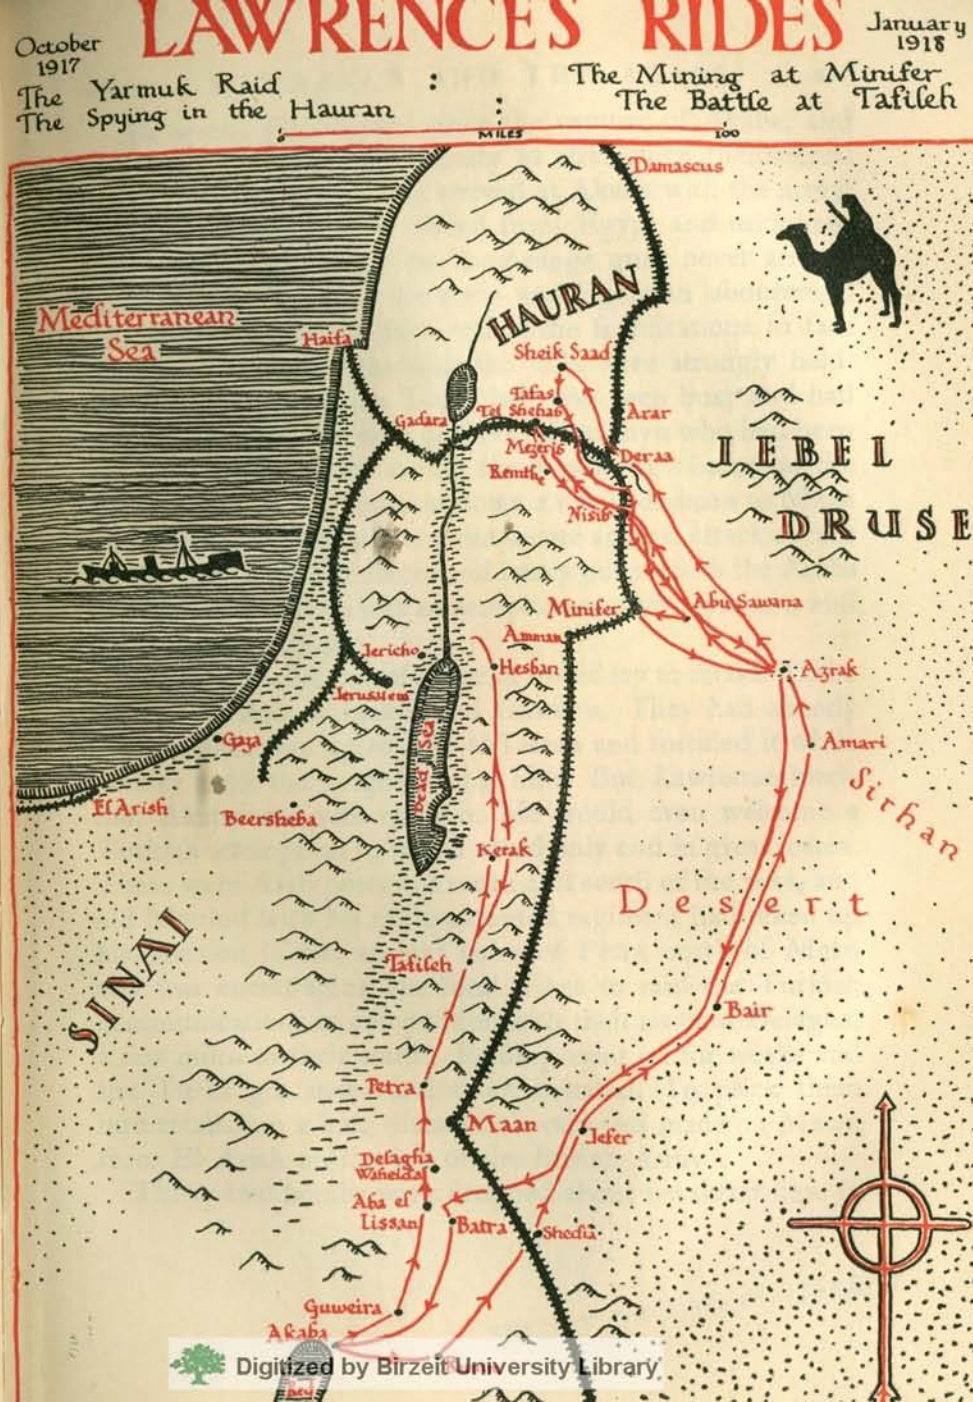 LAWRENCE'S RIDES
October
1917
January
1918
The Yarmuk Raid
The Spying in the Hauran
The Mining at Minifer
The Battle at Tafileh
0 MILES 100
Damascus
HAURAN
Mediterranean
Sea
Haifa
Sheik Saad
Tafas
Tel Shehab
Arar
Gadara
Mezerib
Deraa
Remthe
Nisib
JEBEL
DRUSE
Minifer
Abu Sawana
Amman
Jericho
Hesban
Azrak
Jerusalem
Gaza
Dead Sea
Amari
Sirhan
El Arish
Beersheba
Kerak
Desert
SINAI
Tafileh
Bair
Petra
Maan
Jefer
Delagha
Waheida
Aba el
Lissan
Batra
Shedia
Guweira
Akaba
Digitized by Birzeit University Library
Red